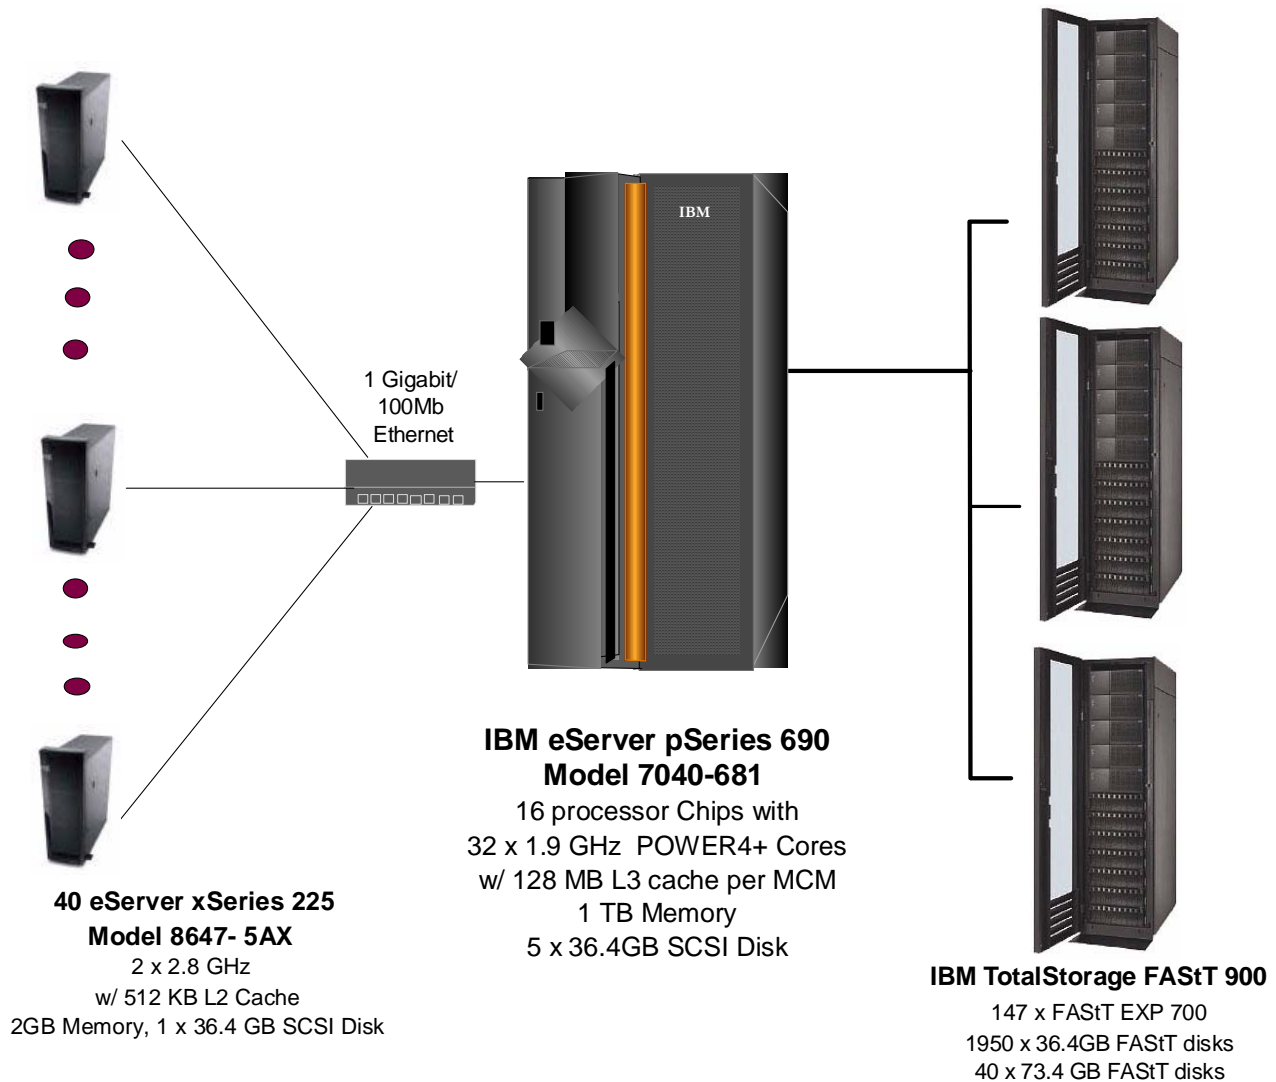 IBM
1 Gigabit/
100Mb
Ethernet
IBM eServer pSeries 690
Model 7040-681
16 processor Chips with
32 x 1.9 GHz POWER4+ Cores
w/ 128 MB L3 cache per MCM
1 TB Memory
5 x 36.4GB SCSI Disk
40 eServer xSeries 225
Model 8647- 5AX
2 x 2.8 GHz
w/ 512 KB L2 Cache
2GB Memory, 1 x 36.4 GB SCSI Disk
IBM TotalStorage FAStT 900
147 x FAStT EXP 700
1950 x 36.4GB FAStT disks
40 x 73.4 GB FAStT disks